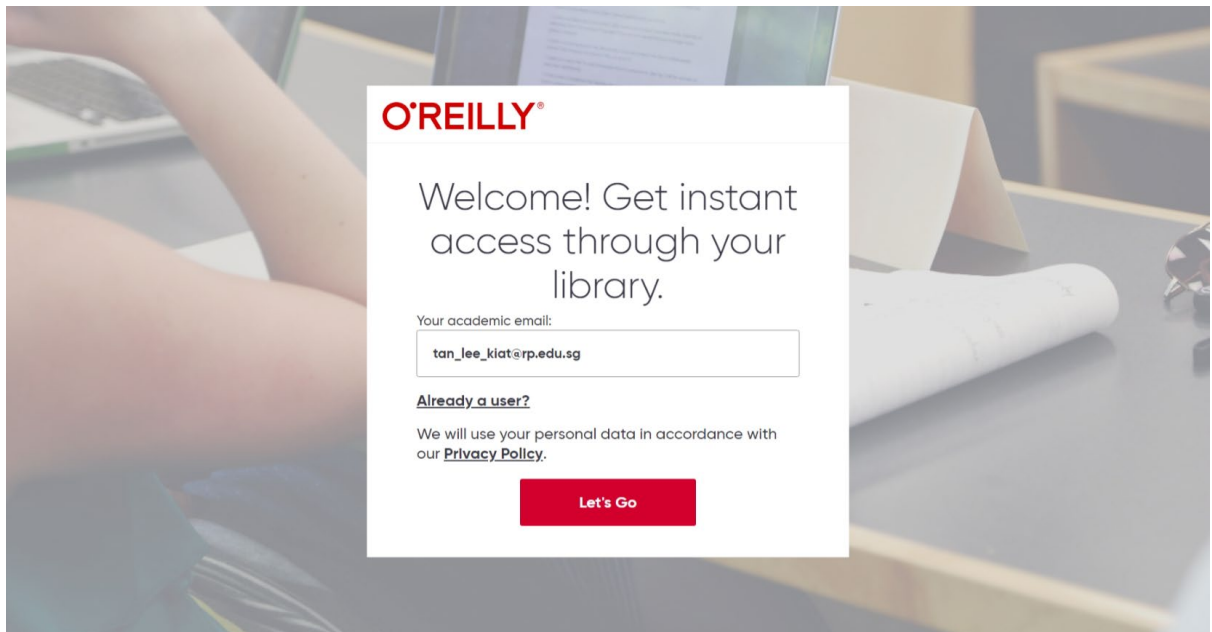 O'REILLY®
Welcome! Get instant
access through your
library.
Your academic email:
tan_lee_kiat@rp.edu.sg
Already a user?
We will use your personal data in accordance with
our Privacy Policy.
Let's Go